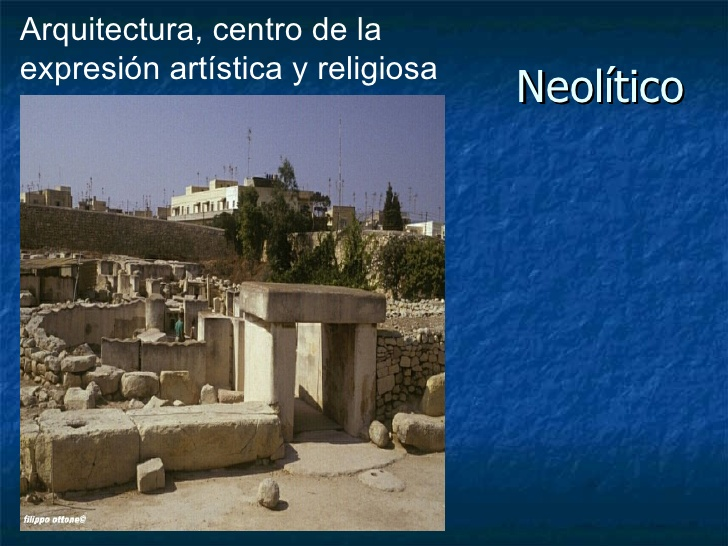 Arquitectura, centro de la
expresión artística y religiosa
Neolítico
filippo ottone©